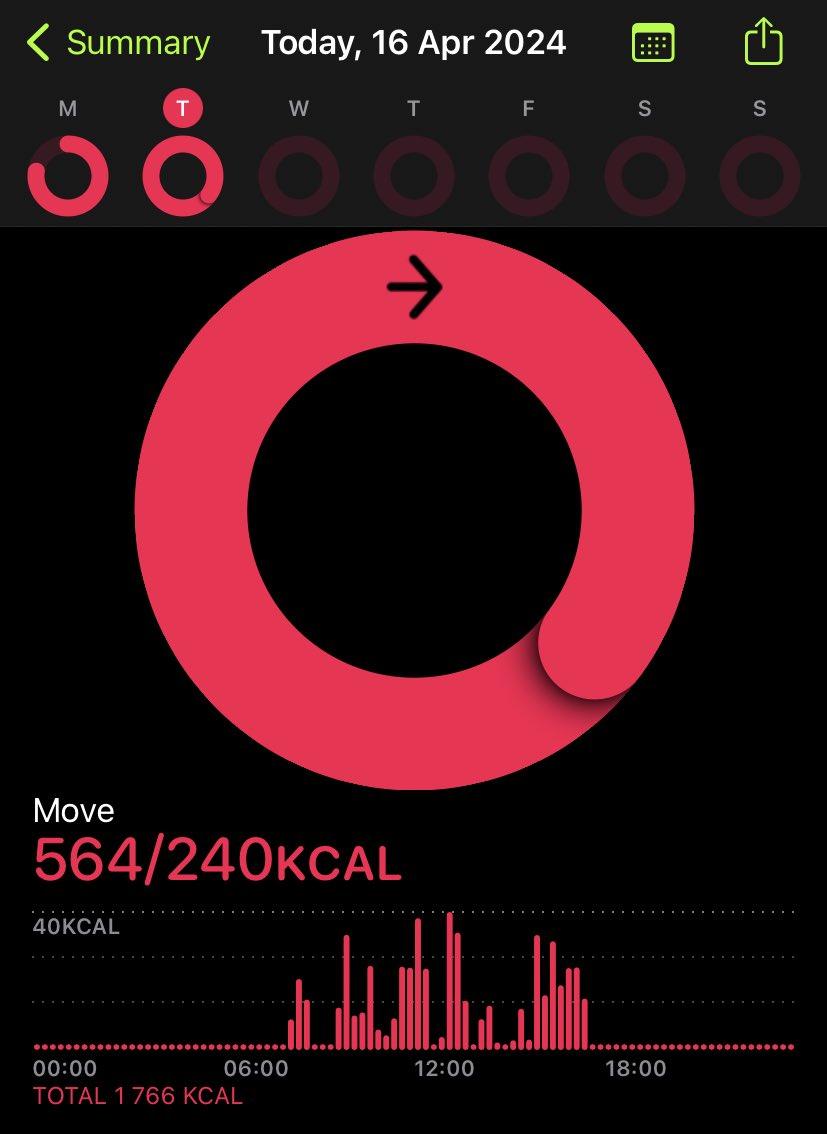 Summary Today, 16 Apr 2024
M T W T F S S
Move
564/240KCAL
40KCAL
00:00 06:00 12:00 18:00
TOTAL 1 766 KCAL